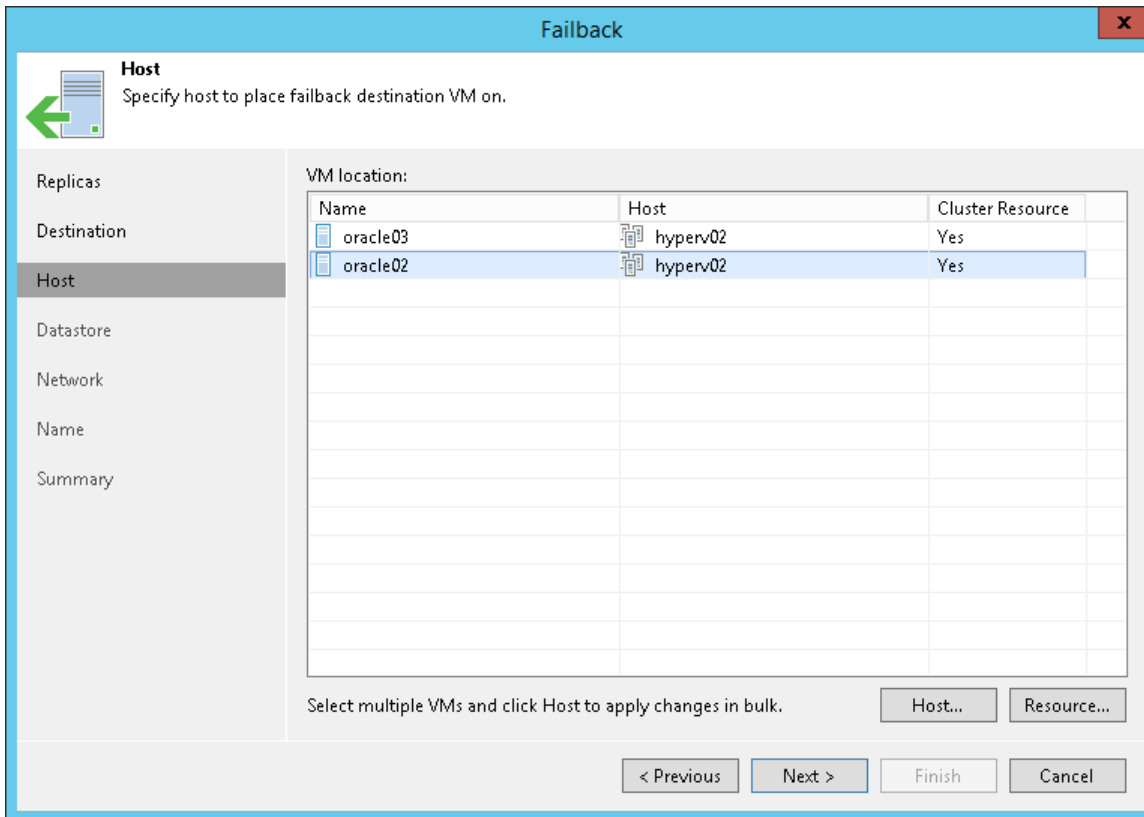 Failback
x
Host
Specify host to place failback destination VM on.
Replicas
Destination
Host
Datastore
Network
Name
Summary
VM location:
Name Host Cluster Resource
oracle03 hyperv02 Yes
oracle02 hyperv02 Yes
Select multiple VMs and click Host to apply changes in bulk. Host... Resource...
< Previous Next > Finish Cancel